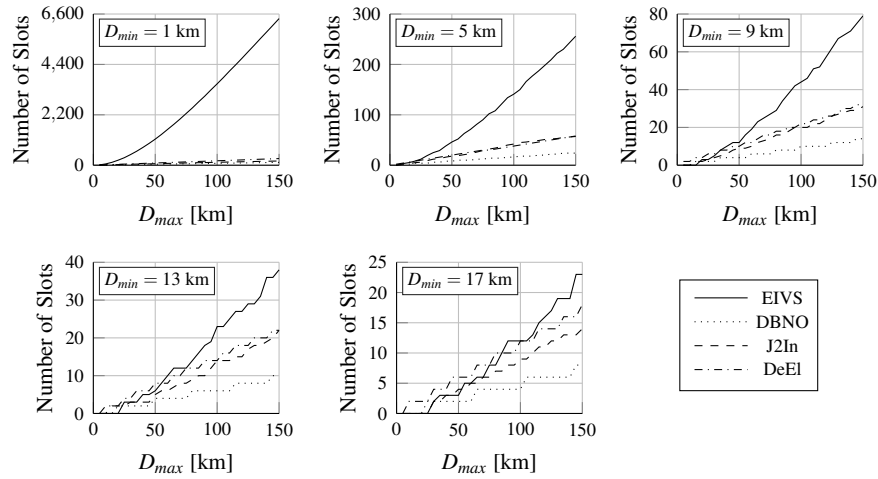 6,600
4,400
2,200
0
Number of Slots
D_min = 1 km
50 100 150
D_max [km]
300
200
100
0
Number of Slots
D_min = 5 km
0 50 100 150
D_max [km]
80
60
40
20
0
Number of Slots
D_min = 9 km
0 50 100 150
D_max [km]
40
30
20
10
0
Number of Slots
D_min = 13 km
0 50 100 150
D_max [km]
25
20
15
10
5
0
Number of Slots
D_min = 17 km
0 50 100 150
D_max [km]
EIVS
DBNO
J2In
DeEl